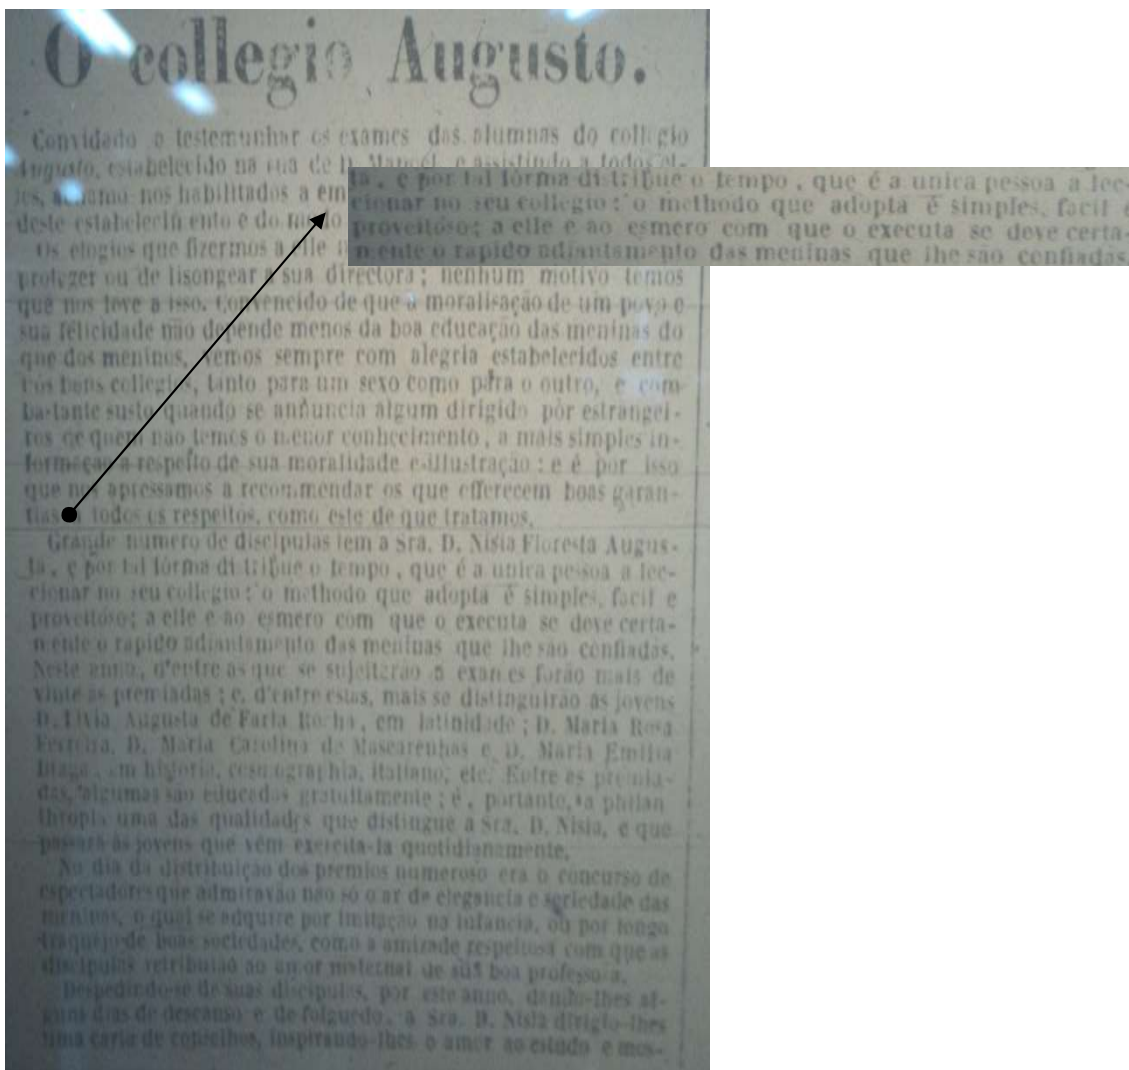 O collegio Augusto.
Convidado a testemunhar os exames das alumnas do collegio
Augusto, estabelecido na rua de D. Manoel, e assistindo a todos el-
les, achamo-nos habilitados a em
deste estabelecimento e do
Os elogios que fizermos a elle
proteger ou de lisongear a sua directora; nenhum motivo temos
que nos leve a isso. Convencido de que a moralisação de um povo e
sua felicidade não depende menos da boa educação das meninas do
que dos meninos, vemos sempre com alegria estabelecidos entre
nós bons collegios, tanto para um sexo como para o outro, e com
bastante susto quando se annuncia algum dirigido por estrangei-
ros de quem não temos o menor conhecimento, a mais simples in-
formação a respeito de sua moralidade e illustração: e é por isso
que nos apressamos a recommendar os que offerecem boas garan-
tias a todos os respeitos, como este de que tratamos.
Grande numero de discipulas tem a Sra. D. Nisia Floresta Augus-
ta, e por tal fórma distribue o tempo, que é a unica pessoa a lec-
cionar no seu collegio: o methodo que adopta é simples, facil e
proveitoso; a elle e ao esmero com que o executa se deve certa-
mente o rapido adiantamento das meninas que lhe são confiadas.
Neste anno, d'entre as que se sujeitarão a exames forão mais de
vinte as premiadas; e, d'entre estas, mais se distinguirão as jovens
D. Livia Augusta de Faria Rocha, em latinidade; D. Maria Rosa
Ferreira, D. Maria Carolina de Mascarenhas e D. Maria Emilia
Braga, em historia, cosmographia, italiano, etc. Entre as premia-
das, algumas são educadas gratuitamente; é, portanto, a philan
thropia uma das qualidades que distingue a Sra. D. Nisia, e que
passará ás jovens que vêm exercita-la quotidianamente.
No dia da distribuição dos premios numeroso era o concurso de
espectadores que admiravão não só o ar de elegancia e seriedade das
meninas, o qual se adquire por imitação na infancia, ou por longo
traquejo de boas sociedades, como a amizade respeitosa com que as
discipulas retribuião ao amor maternal de sua boa professora.
Despedindo-se de suas discipulas, por este anno, dando-lhes al-
guns dias de descanso e de folguedo, a Sra. D. Nisia dirigio-lhes
uma carta de conselhos, inspirando-lhes o amor ao estudo e mos-
ta, e por tal fórma distribue o tempo, que é a unica pessoa a lec-
cionar no seu collegio: o methodo que adopta é simples, facil e
proveitoso; a elle e ao esmero com que o executa se deve certa-
mente o rapido adiantamento das meninas que lhe são confiadas.